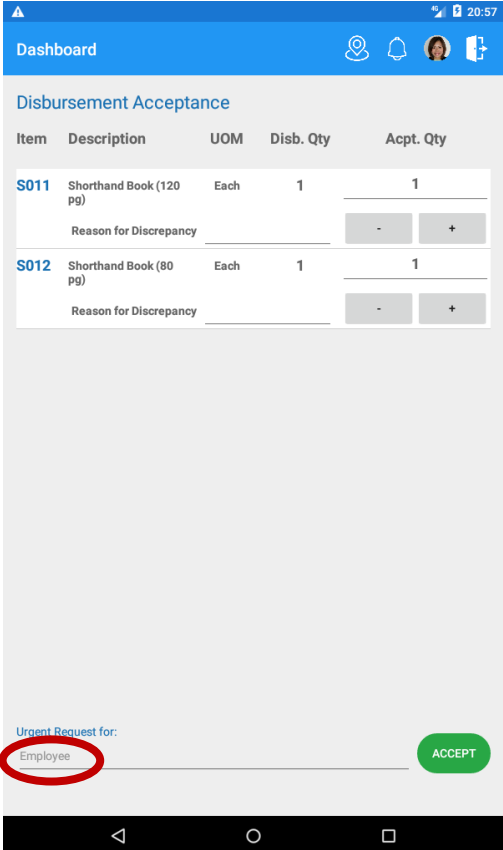 4G 20:57
Dashboard
Disbursement Acceptance
Item Description UOM Disb. Qty Acpt. Qty
S011 Shorthand Book (120 Each 1 1
pg)
Reason for Discrepancy - +
S012 Shorthand Book (80 Each 1 1
pg)
Reason for Discrepancy - +
Urgent Request for:
Employee
ACCEPT